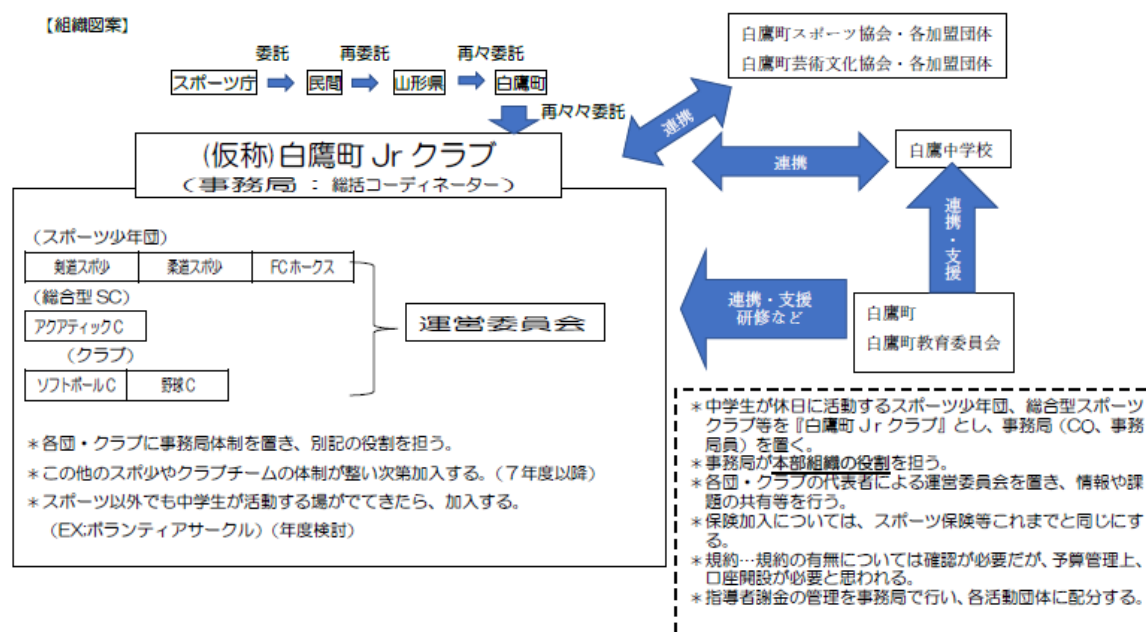 【組織図案】
委託 再委託 再々委託
スポーツ庁 民間 山形県 白鷹町
再々々委託
白鷹町スポーツ協会・各加盟団体
白鷹町芸術文化協会・各加盟団体
連携
(仮称)白鷹町 Jr クラブ
(事務局 : 総括コーディネーター)
連携
白鷹中学校
連携・支援
(スポーツ少年団)
剣道スポ少 柔道スポ少 FCホークス
(総合型 SC)
アクアティック C
(クラブ)
ソフトボール C 野球 C
運営委員会
連携・支援
研修など
白鷹町
白鷹町教育委員会
*各団・クラブに事務局体制を置き、別記の役割を担う。
*この他のスポ少やクラブチームの体制が整い次第加入する。(7年度以降)
*スポーツ以外でも中学生が活動する場がでてきたら、加入する。
(EX;ボランティアサークル)(年度検討)
*中学生が休日に活動するスポーツ少年団、総合型スポーツ
クラブ等を『白鷹町 Jr クラブ』とし、事務局(CO、事務
局員)を置く。
*事務局が本部組織の役割を担う。
*各団・クラブの代表者による運営委員会を置き、情報や課
題の共有等を行う。
*保険加入については、スポーツ保険等これまでと同じにす
る。
*規約…規約の有無については確認が必要だが、予算管理上、
口座開設が必要と思われる。
*指導者謝金の管理を事務局で行い、各活動団体に配分する。